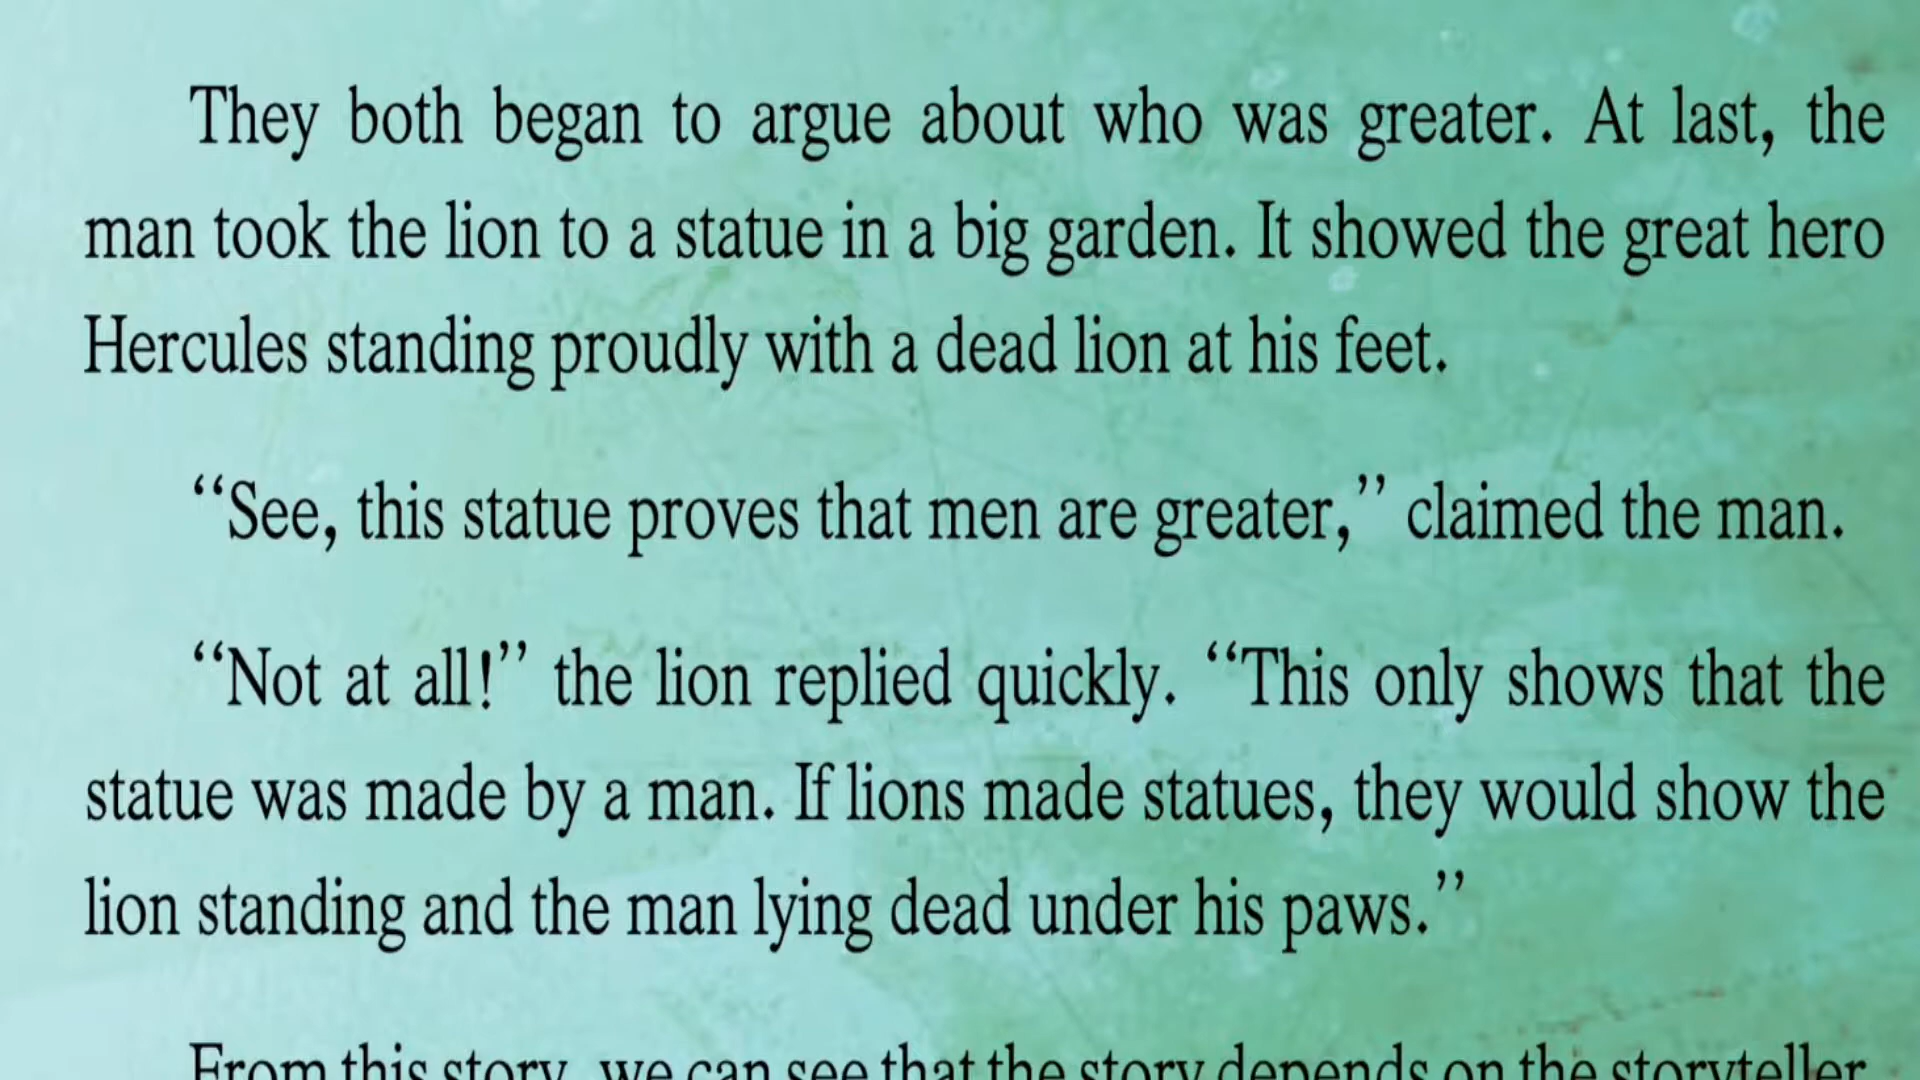 They both began to argue about who was greater. At last, the
man took the lion to a statue in a big garden. It showed the great hero
Hercules standing proudly with a dead lion at his feet.
“See, this statue proves that men are greater,” claimed the man.
“Not at all!” the lion replied quickly. “This only shows that the
statue was made by a man. If lions made statues, they would show the
lion standing and the man lying dead under his paws.”
From this story, we can see that the story depends on the storyteller.